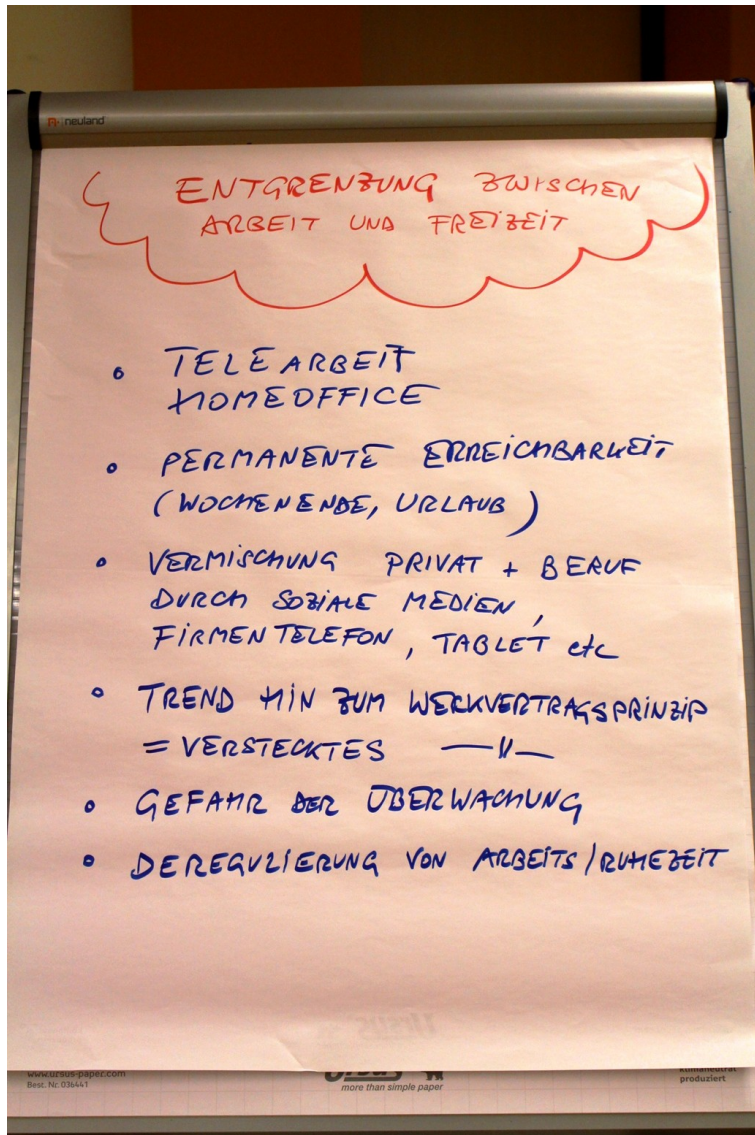 neuland
ENTGRENZUNG ZWISCHEN
ARBEIT UND FREIZEIT
• TELEARBEIT
HOMEOFFICE
• PERMANENTE ERREICHBARKEIT
(WOCHENENDE, URLAUB)
• VERMISCHUNG PRIVAT + BERUF
DURCH SOZIALE MEDIEN,
FIRMENTELEFON, TABLET etc
• TREND HIN ZUM WERKVERTRAGSPRINZIP
= VERSTECKTES —〃—
• GEFAHR DER ÜBERWACHUNG
• DEREGULIERUNG VON ARBEITS/RUHEZEIT
www.ursus-paper.com
Best. Nr. 036441
Ursus
more than simple paper
klimaneutral
produziert